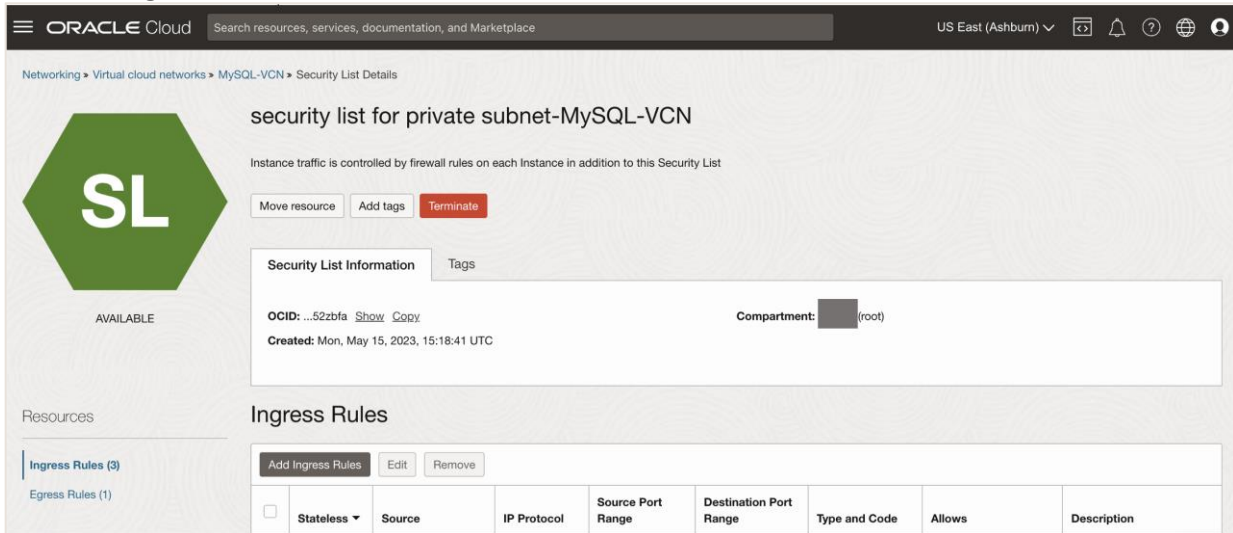 ORACLE Cloud
Search resources, services, documentation, and Marketplace
US East (Ashburn)
Networking » Virtual cloud networks » MySQL-VCN » Security List Details
SL
AVAILABLE
security list for private subnet-MySQL-VCN
Instance traffic is controlled by firewall rules on each Instance in addition to this Security List
Move resource
Add tags
Terminate
Security List Information
Tags
OCID: ...52zbfa Show Copy
Compartment: (root)
Created: Mon, May 15, 2023, 15:18:41 UTC
Resources
Ingress Rules (3)
Egress Rules (1)
Ingress Rules
Add Ingress Rules
Edit
Remove
Stateless
Source
IP Protocol
Source Port
Range
Destination Port
Range
Type and Code
Allows
Description